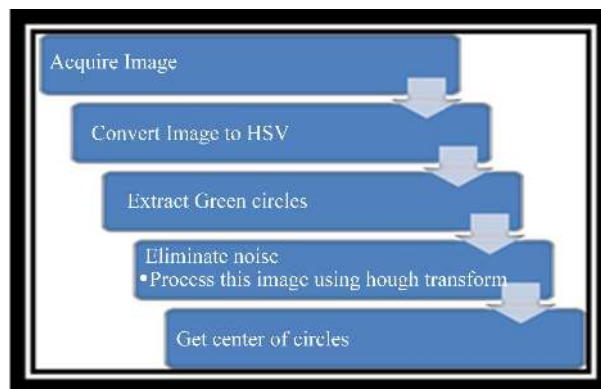 Acquire Image
Convert Image to HSV
Extract Green circles
Eliminate noise
•Process this image using hough transform
Get center of circles